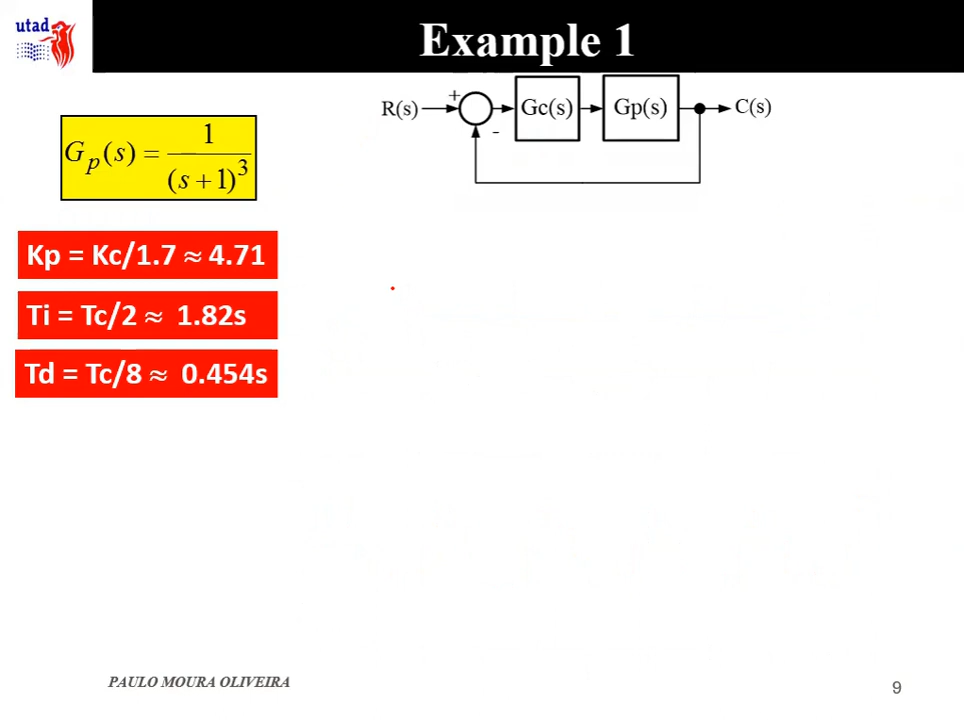 utad
Example 1
R(s)
+
-
Gc(s)
Gp(s)
C(s)
G_p(s) = 1 / (s+1)^3
Kp = Kc/1.7 ≈ 4.71
Ti = Tc/2 ≈ 1.82s
Td = Tc/8 ≈ 0.454s
PAULO MOURA OLIVEIRA
9